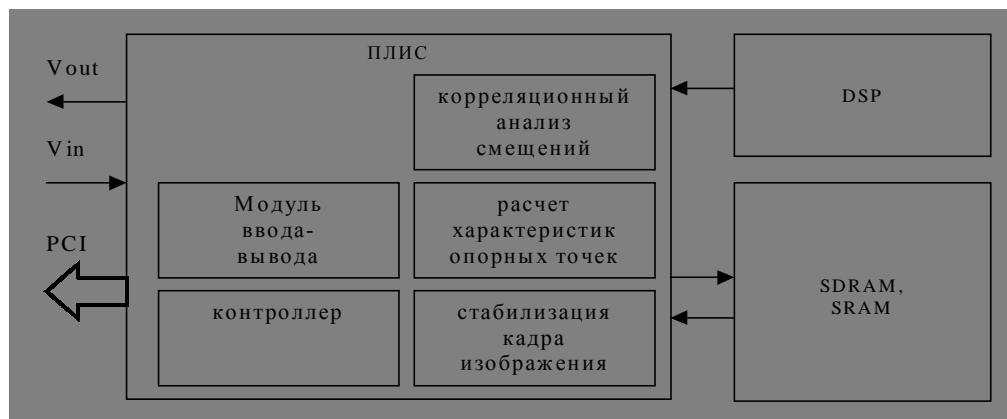 ПЛИС
Vout
Vin
PCI
корреляционный
анализ
смещений
Модуль
ввода-
вывода
расчет
характеристик
опорных точек
контроллер
стабилизация
кадра
изображения
DSP
SDRAM,
SRAM